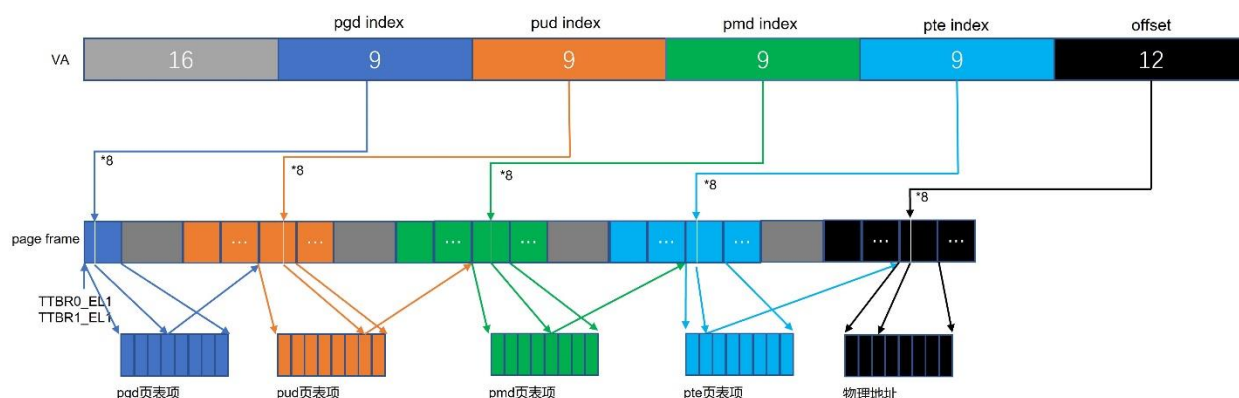 pgd index pud index pmd index pte index offset
VA 16 9 9 9 9 12
*8 *8 *8 *8 *8
page frame ... ... ... ... ... ... ... ...
TTBR0_EL1
TTBR1_EL1
pgd页表项 pud页表项 pmd页表项 pte页表项 物理地址